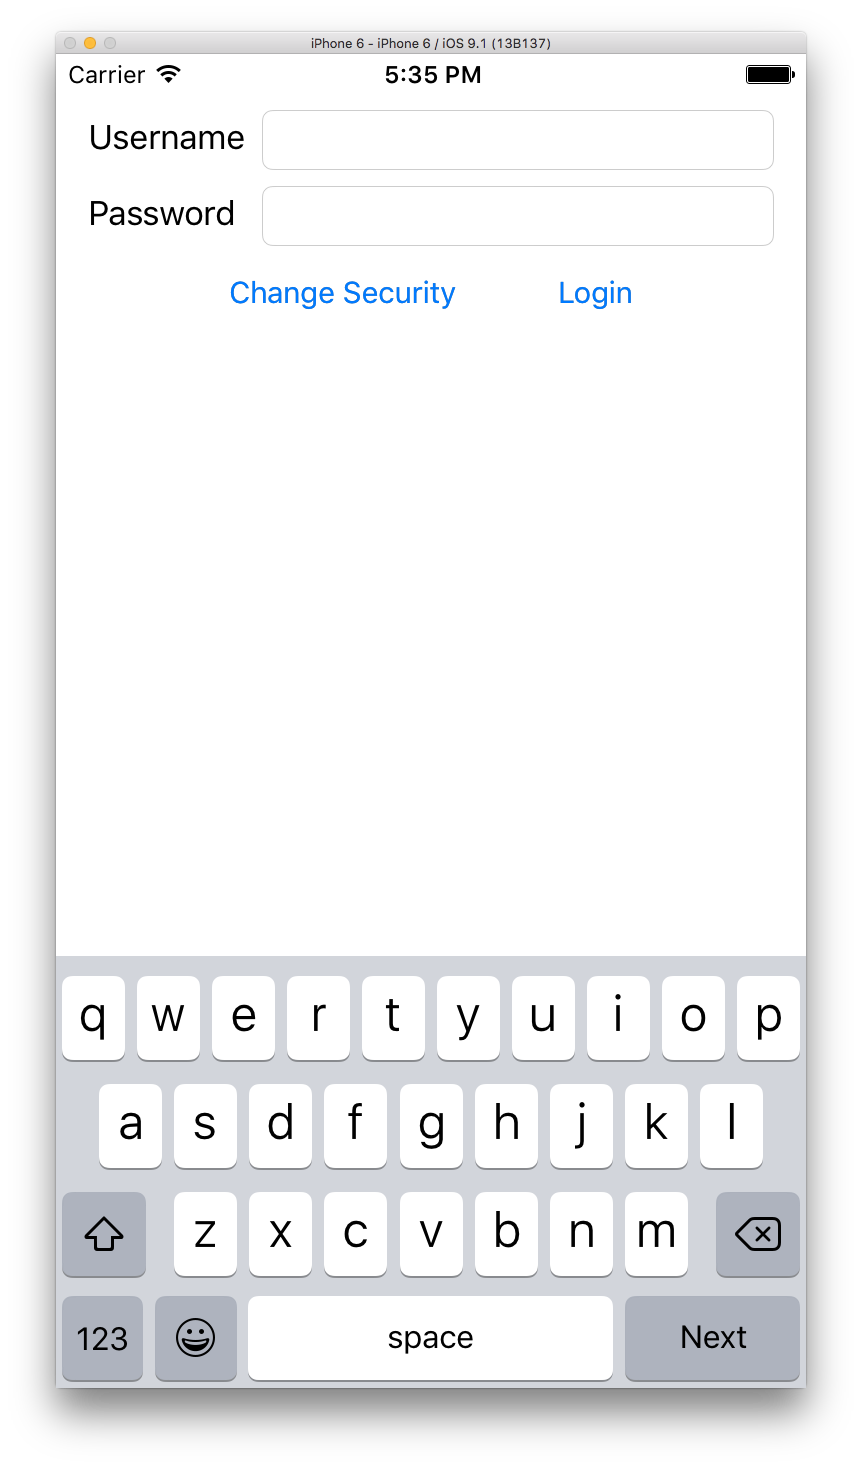 iPhone 6 - iPhone 6 / iOS 9.1 (13B137)
Carrier 5:35 PM
Username
Password
Change Security Login
q w e r t y u i o p
a s d f g h j k l
z x c v b n m
123 space Next